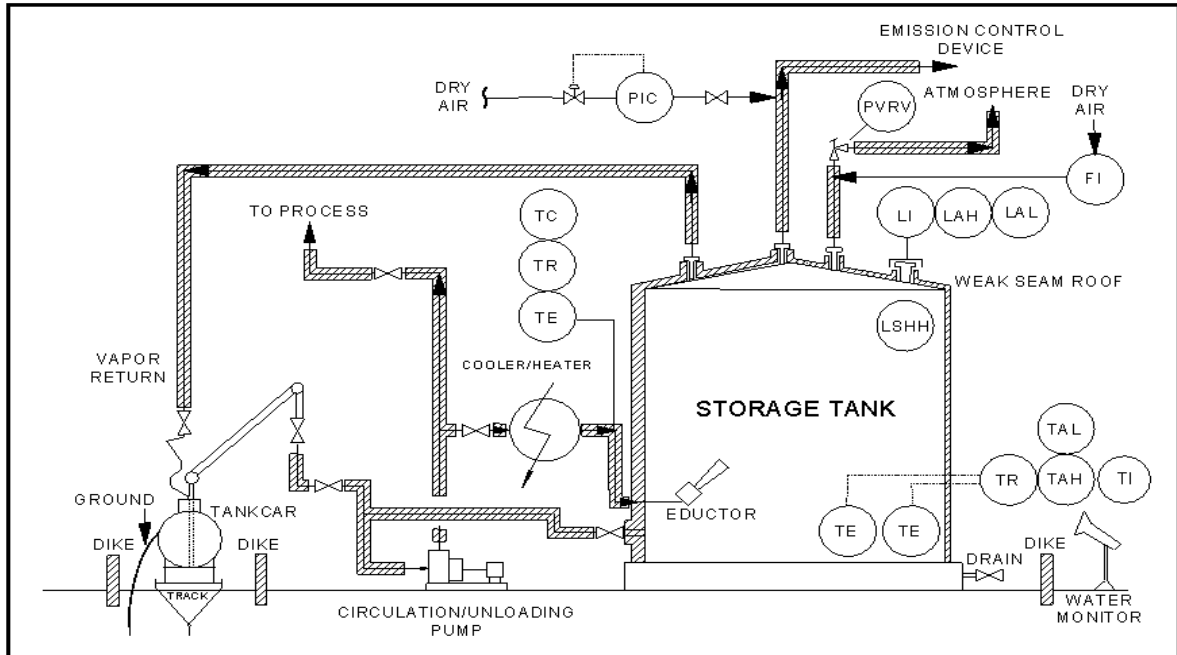 EMISSION CONTROL
DEVICE
DRY
AIR
PIC
ATMOSPHERE
PVRV
DRY
AIR
FI
TO PROCESS
TC
TR
TE
LI
LAH
LAL
WEAK SEAM ROOF
LSHH
VAPOR
RETURN
COOLER/HEATER
STORAGE TANK
TAL
TR
TAH
TI
GROUND
TANKCAR
EDUCTOR
TE
TE
DIKE
DIKE
DRAIN
DIKE
TRACK
CIRCULATION/UNLOADING
PUMP
WATER
MONITOR